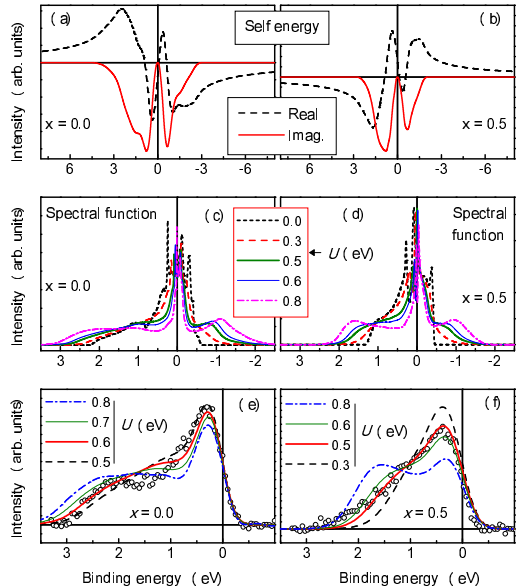 ( a )
Self energy
( b )
Intensity ( arb. units)
x = 0.0
Real
Imag.
x = 0.5
6 3 0 -3
6 3 0 -3 -6
Spectral function
( c )
0.0
0.3
0.5
0.6
0.8
U ( eV)
( d )
Spectral
function
Intensity ( arb. units)
x = 0.0
x = 0.5
3 2 1 0 -1 -2
3 2 1 0 -1 -2
Intensity ( arb. units)
0.8
0.7
0.6
0.5
U ( eV)
( e )
x = 0.0
0.8
0.6
0.5
0.3
U ( eV)
( f )
x = 0.5
3 2 1 0
3 2 1 0
Binding energy ( eV)
Binding energy ( eV)